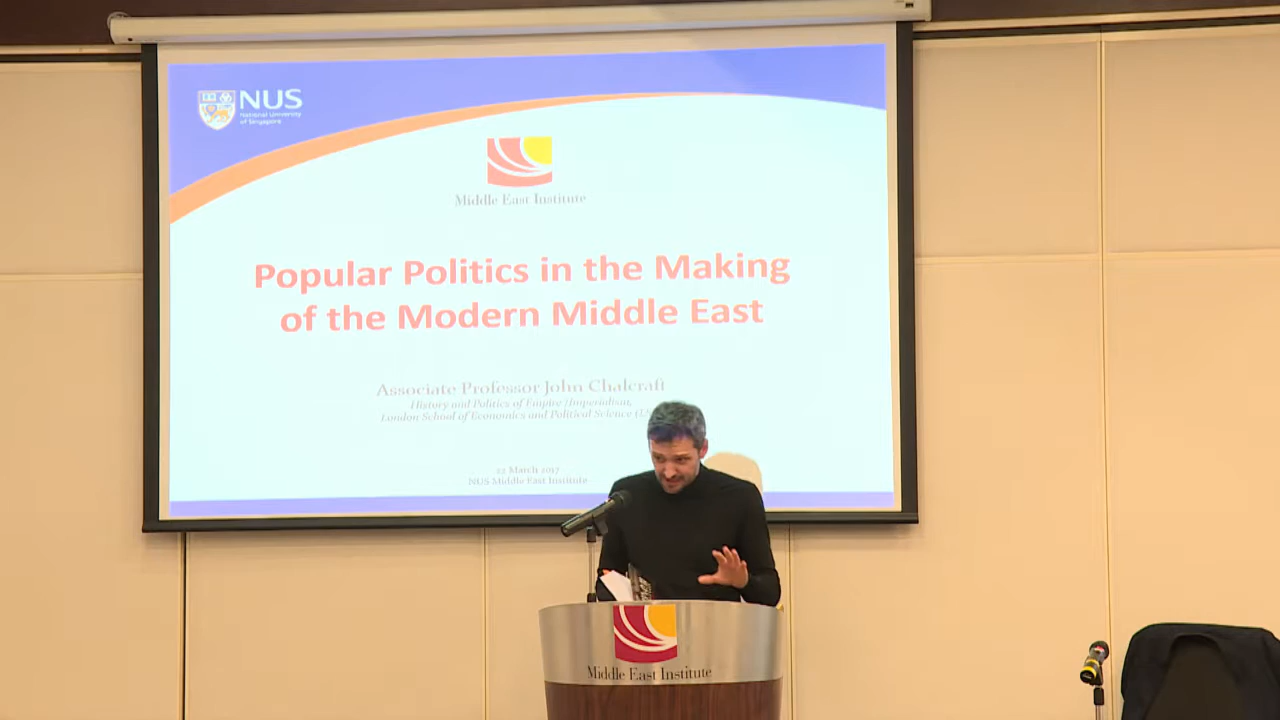 NUS
National University
of Singapore
Middle East Institute
Popular Politics in the Making
of the Modern Middle East
Associate Professor John Chalcraft
History and Politics of Empire/Imperialism,
London School of Economics and Political Science
22 March 2017
NUS Middle East Institute
Middle East Institute